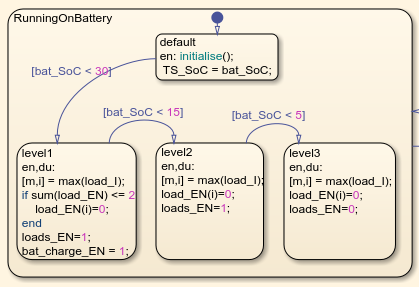 RunningOnBattery
default
en: initialise();
TS_SoC = bat_SoC;
[bat_SoC < 30]
[bat_SoC < 15]
[bat_SoC < 5]
level1
en,du:
[m,i] = max(load_I);
if sum(load_EN) <= 2
load_EN(i)=0;
end
loads_EN=1;
bat_charge_EN = 1;
level2
en,du:
[m,i] = max(load_I);
load_EN(i)=0;
loads_EN=1;
level3
en,du:
[m,i] = max(load_I);
load_EN(i)=0;
loads_EN=0;